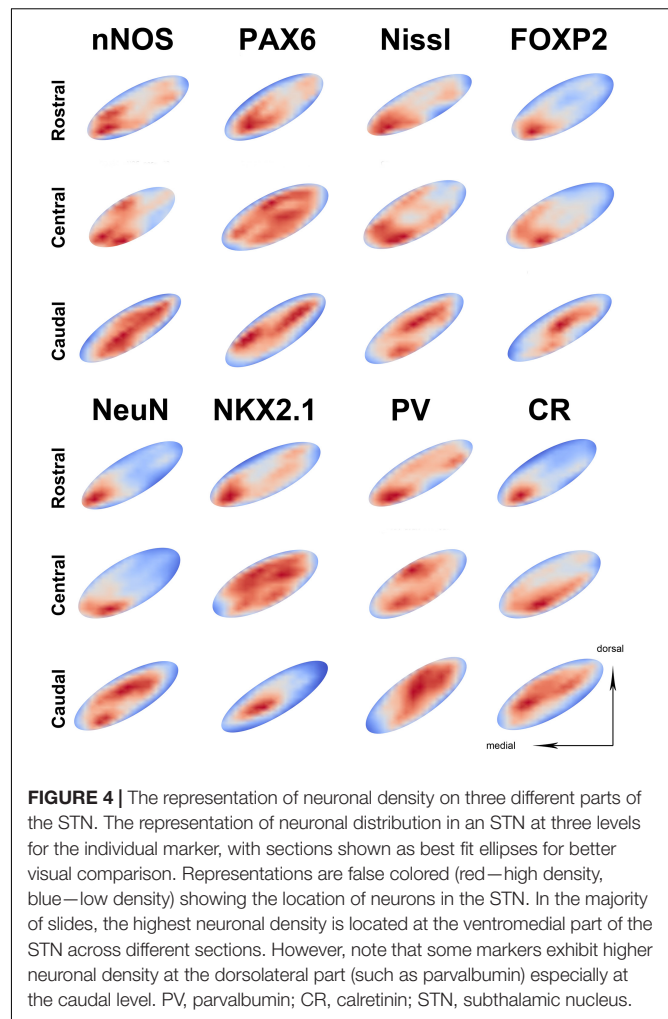 nNOS PAX6 Nissl FOXP2
Rostral
Central
Caudal
NeuN NKX2.1 PV CR
Rostral
Central
Caudal
dorsal
medial
FIGURE 4 | The representation of neuronal density on three different parts of
the STN. The representation of neuronal distribution in an STN at three levels
for the individual marker, with sections shown as best fit ellipses for better
visual comparison. Representations are false colored (red—high density,
blue—low density) showing the location of neurons in the STN. In the majority
of slides, the highest neuronal density is located at the ventromedial part of the
STN across different sections. However, note that some markers exhibit higher
neuronal density at the dorsolateral part (such as parvalbumin) especially at
the caudal level. PV, parvalbumin; CR, calretinin; STN, subthalamic nucleus.